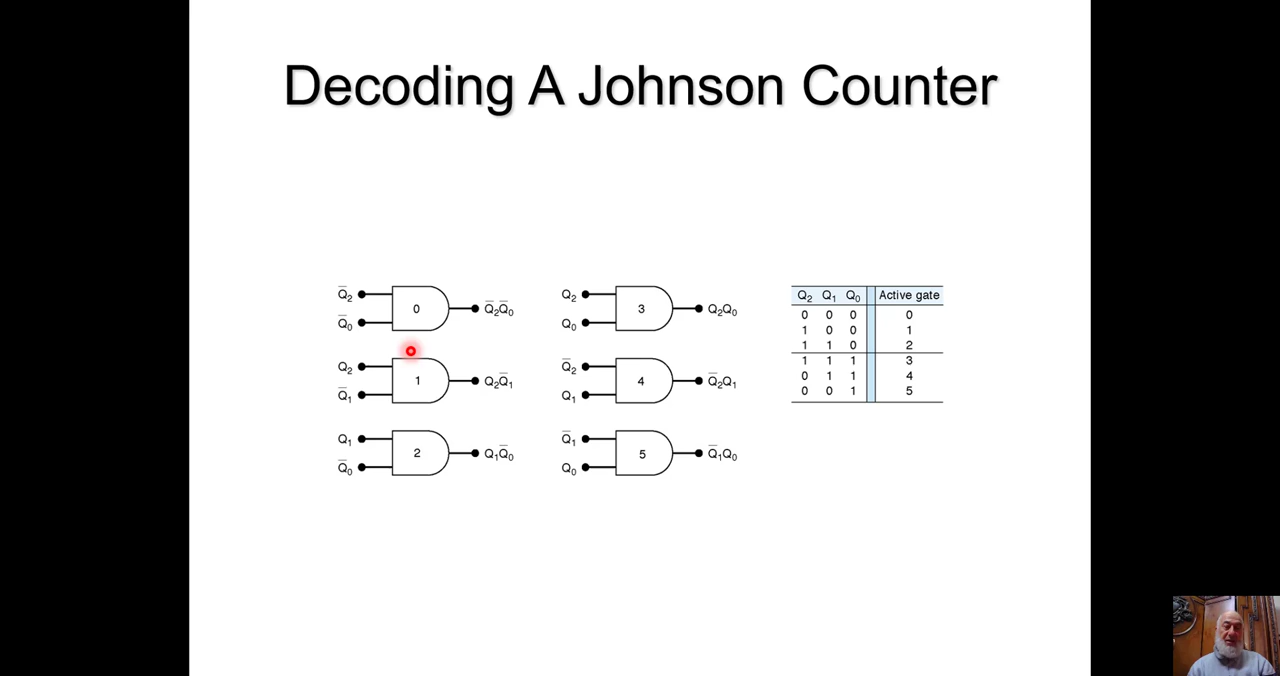 Decoding A Johnson Counter
Q̅₂ 0 Q̅₂Q̅₀
Q̅₀
Q₂ 1 Q₂Q̅₁
Q̅₁
Q₁ 2 Q₁Q̅₀
Q̅₀
Q₂ 3 Q₂Q₀
Q₀
Q̅₂ 4 Q̅₂Q₁
Q₁
Q̅₁ 5 Q̅₁Q₀
Q₀
Q₂ Q₁ Q₀ Active gate
0 0 0 0
1 0 0 1
1 1 0 2
1 1 1 3
0 1 1 4
0 0 1 5